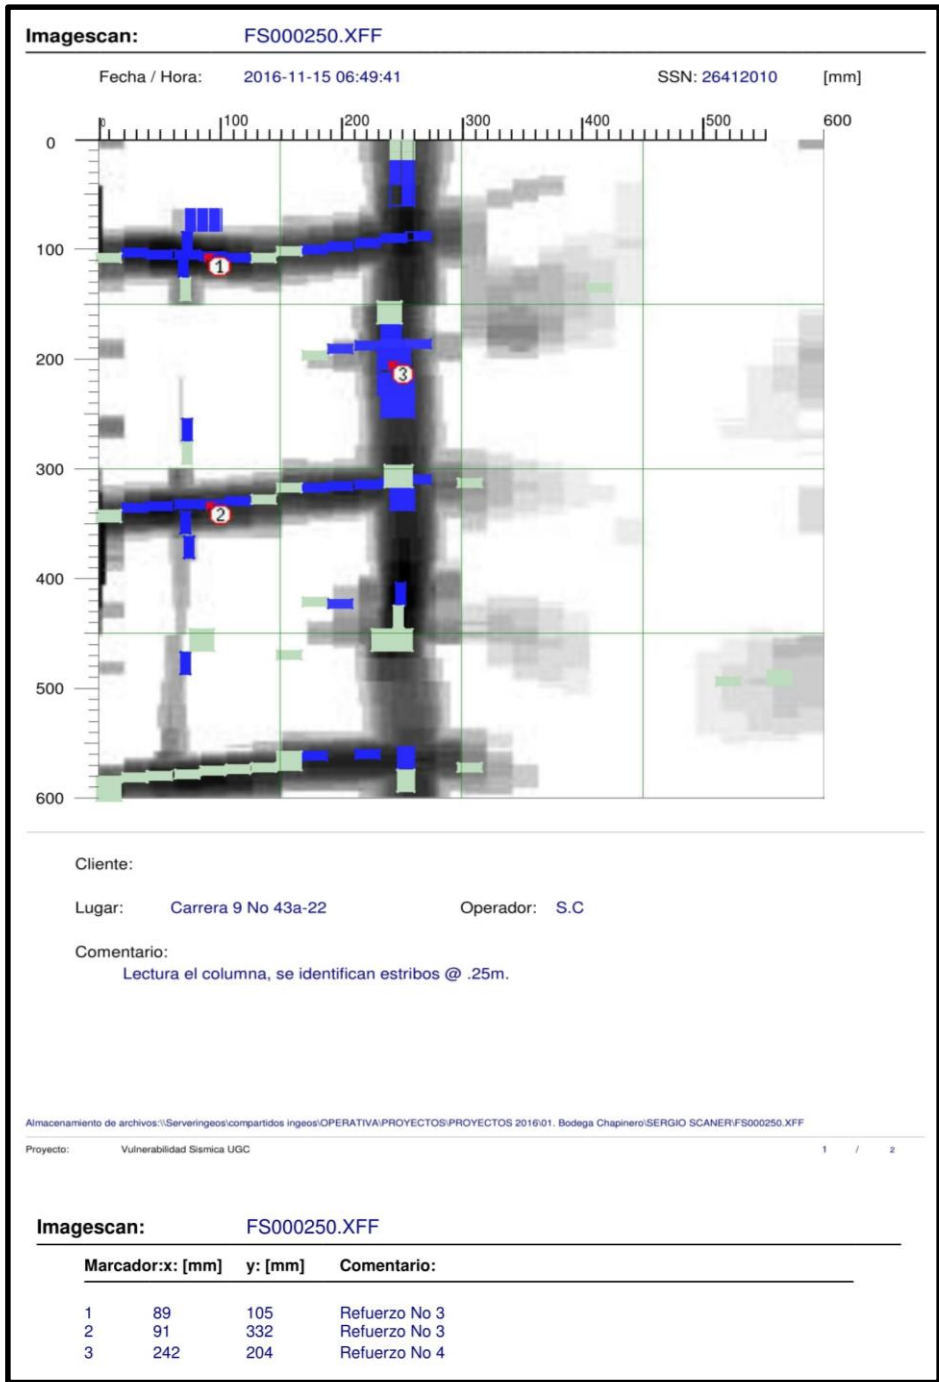 Imagescan: FS000250.XFF
Fecha / Hora: 2016-11-15 06:49:41 SSN: 26412010 [mm]
0 100 200 300 400 500 600
0
100
1
200
3
300
2
400
500
600
Cliente:
Lugar: Carrera 9 No 43a-22 Operador: S.C
Comentario:
Lectura el columna, se identifican estribos @ .25m.
Almacenamiento de archivos:\\Serveringeos\compartidos ingeos\OPERATIVA\PROYECTOS\PROYECTOS 2016\01. Bodega Chapinero\SERGIO SCANER\FS000250.XFF
Proyecto: Vulnerabilidad Sismica UGC 1 / 2
Imagescan: FS000250.XFF
Marcador:x: [mm] y: [mm] Comentario:
1 89 105 Refuerzo No 3
2 91 332 Refuerzo No 3
3 242 204 Refuerzo No 4